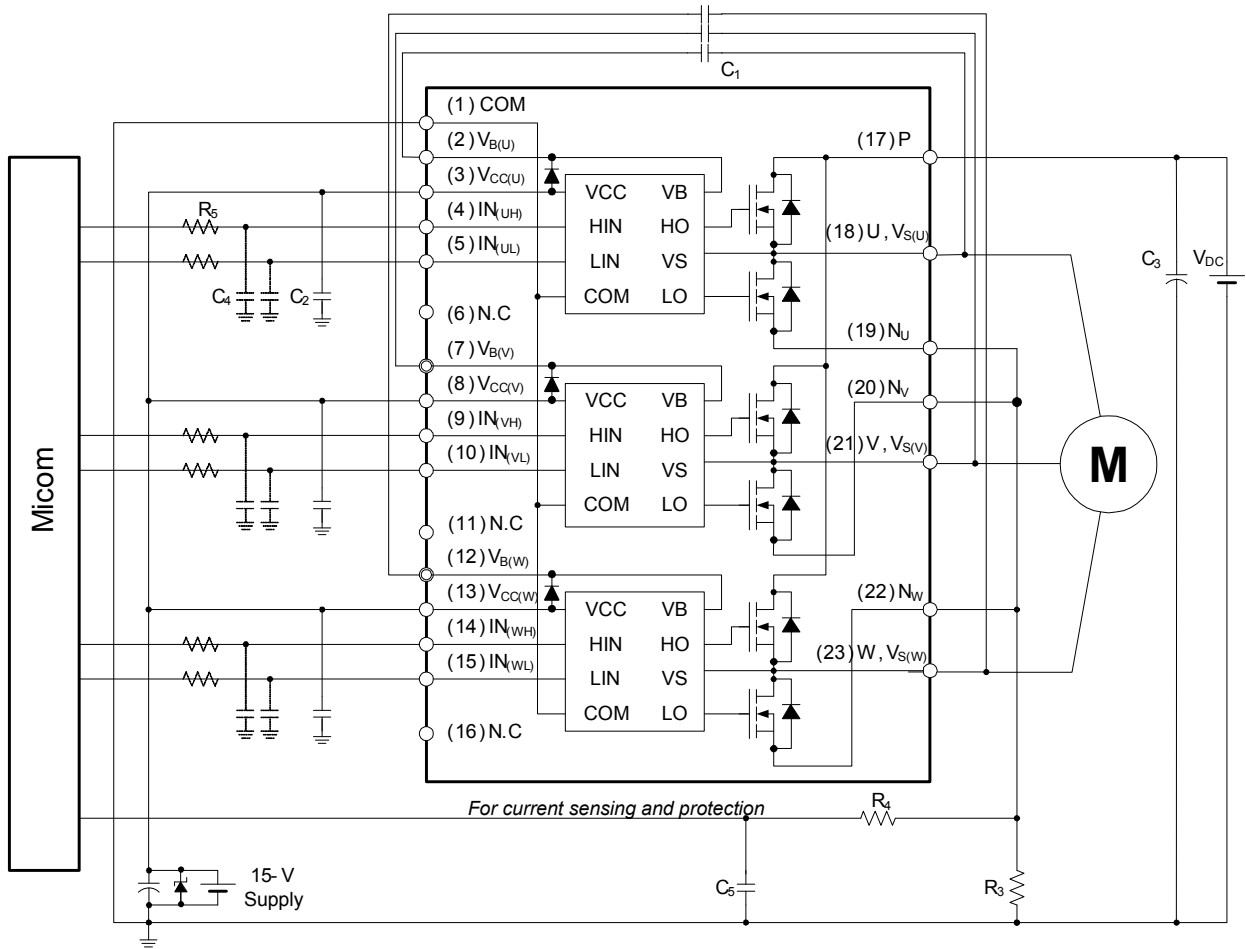 C1
(1) COM
(2) VB(U)
(3) VCC(U)
(4) IN(UH)
(5) IN(UL)
(6) N.C
(7) VB(V)
(8) VCC(V)
(9) IN(VH)
(10) IN(VL)
(11) N.C
(12) VB(W)
(13) VCC(W)
(14) IN(WH)
(15) IN(WL)
(16) N.C
VCC VB
HIN HO
LIN VS
COM LO
VCC VB
HIN HO
LIN VS
COM LO
VCC VB
HIN HO
LIN VS
COM LO
(17) P
(18) U, VS(U)
(19) NU
(20) NV
(21) V, VS(V)
(22) NW
(23) W, VS(W)
Micom
R5
C4
C2
C3
VDC
M
For current sensing and protection
R4
C5
R3
15-V
Supply